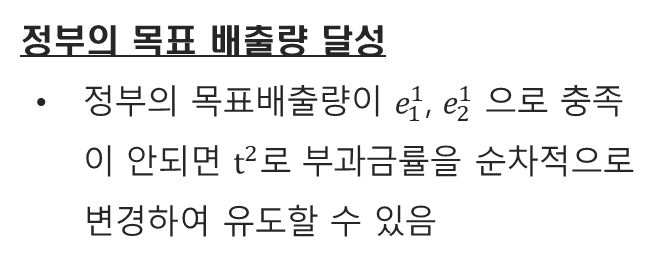 정부의 목표 배출량 달성
• 정부의 목표배출량이 e₁¹, e₂¹ 으로 충족
이 안되면 t²로 부과금률을 순차적으로
변경하여 유도할 수 있음